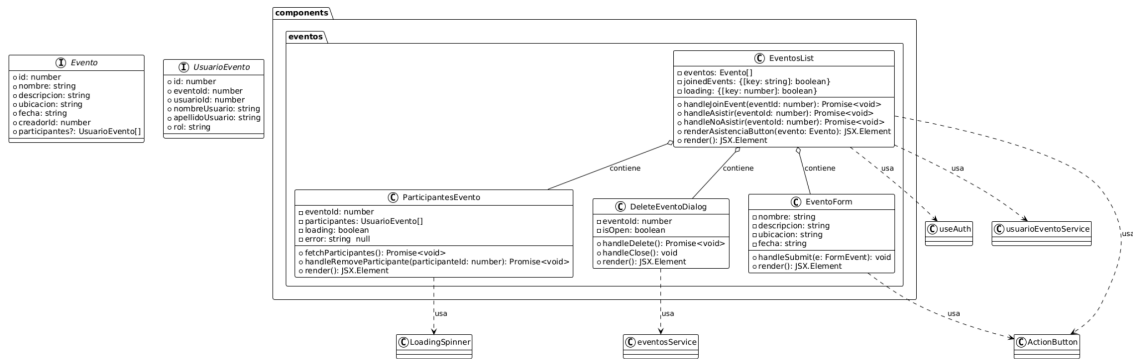 components
eventos
I Evento
id: number
nombre: string
descripcion: string
ubicacion: string
fecha: string
creadorId: number
participantes?: UsuarioEvento[]
I UsuarioEvento
id: number
eventoId: number
usuarioId: number
nombreUsuario: string
apellidoUsuario: string
rol: string
C EventosList
eventos: Evento[]
joinedEvents: {[key: string]: boolean}
loading: {[key: number]: boolean}
handleJoinEvent(eventId: number): Promise<void>
handleAsistir(eventoId: number): Promise<void>
handleNoAsistir(eventoId: number): Promise<void>
renderAsistenciaButton(evento: Evento): JSX.Element
render(): JSX.Element
contiene
contiene
contiene
usa
usa
usa
C ParticipantesEvento
eventoId: number
participantes: UsuarioEvento[]
loading: boolean
error: string null
fetchParticipantes(): Promise<void>
handleRemoveParticipante(participanteId: number): Promise<void>
render(): JSX.Element
C DeleteEventoDialog
eventoId: number
isOpen: boolean
handleDelete(): Promise<void>
handleClose(): void
render(): JSX.Element
C EventoForm
nombre: string
descripcion: string
ubicacion: string
fecha: string
handleSubmit(e: FormEvent): void
render(): JSX.Element
C useAuth
C usuarioEventoService
usa
usa
usa
C LoadingSpinner
C eventosService
C ActionButton